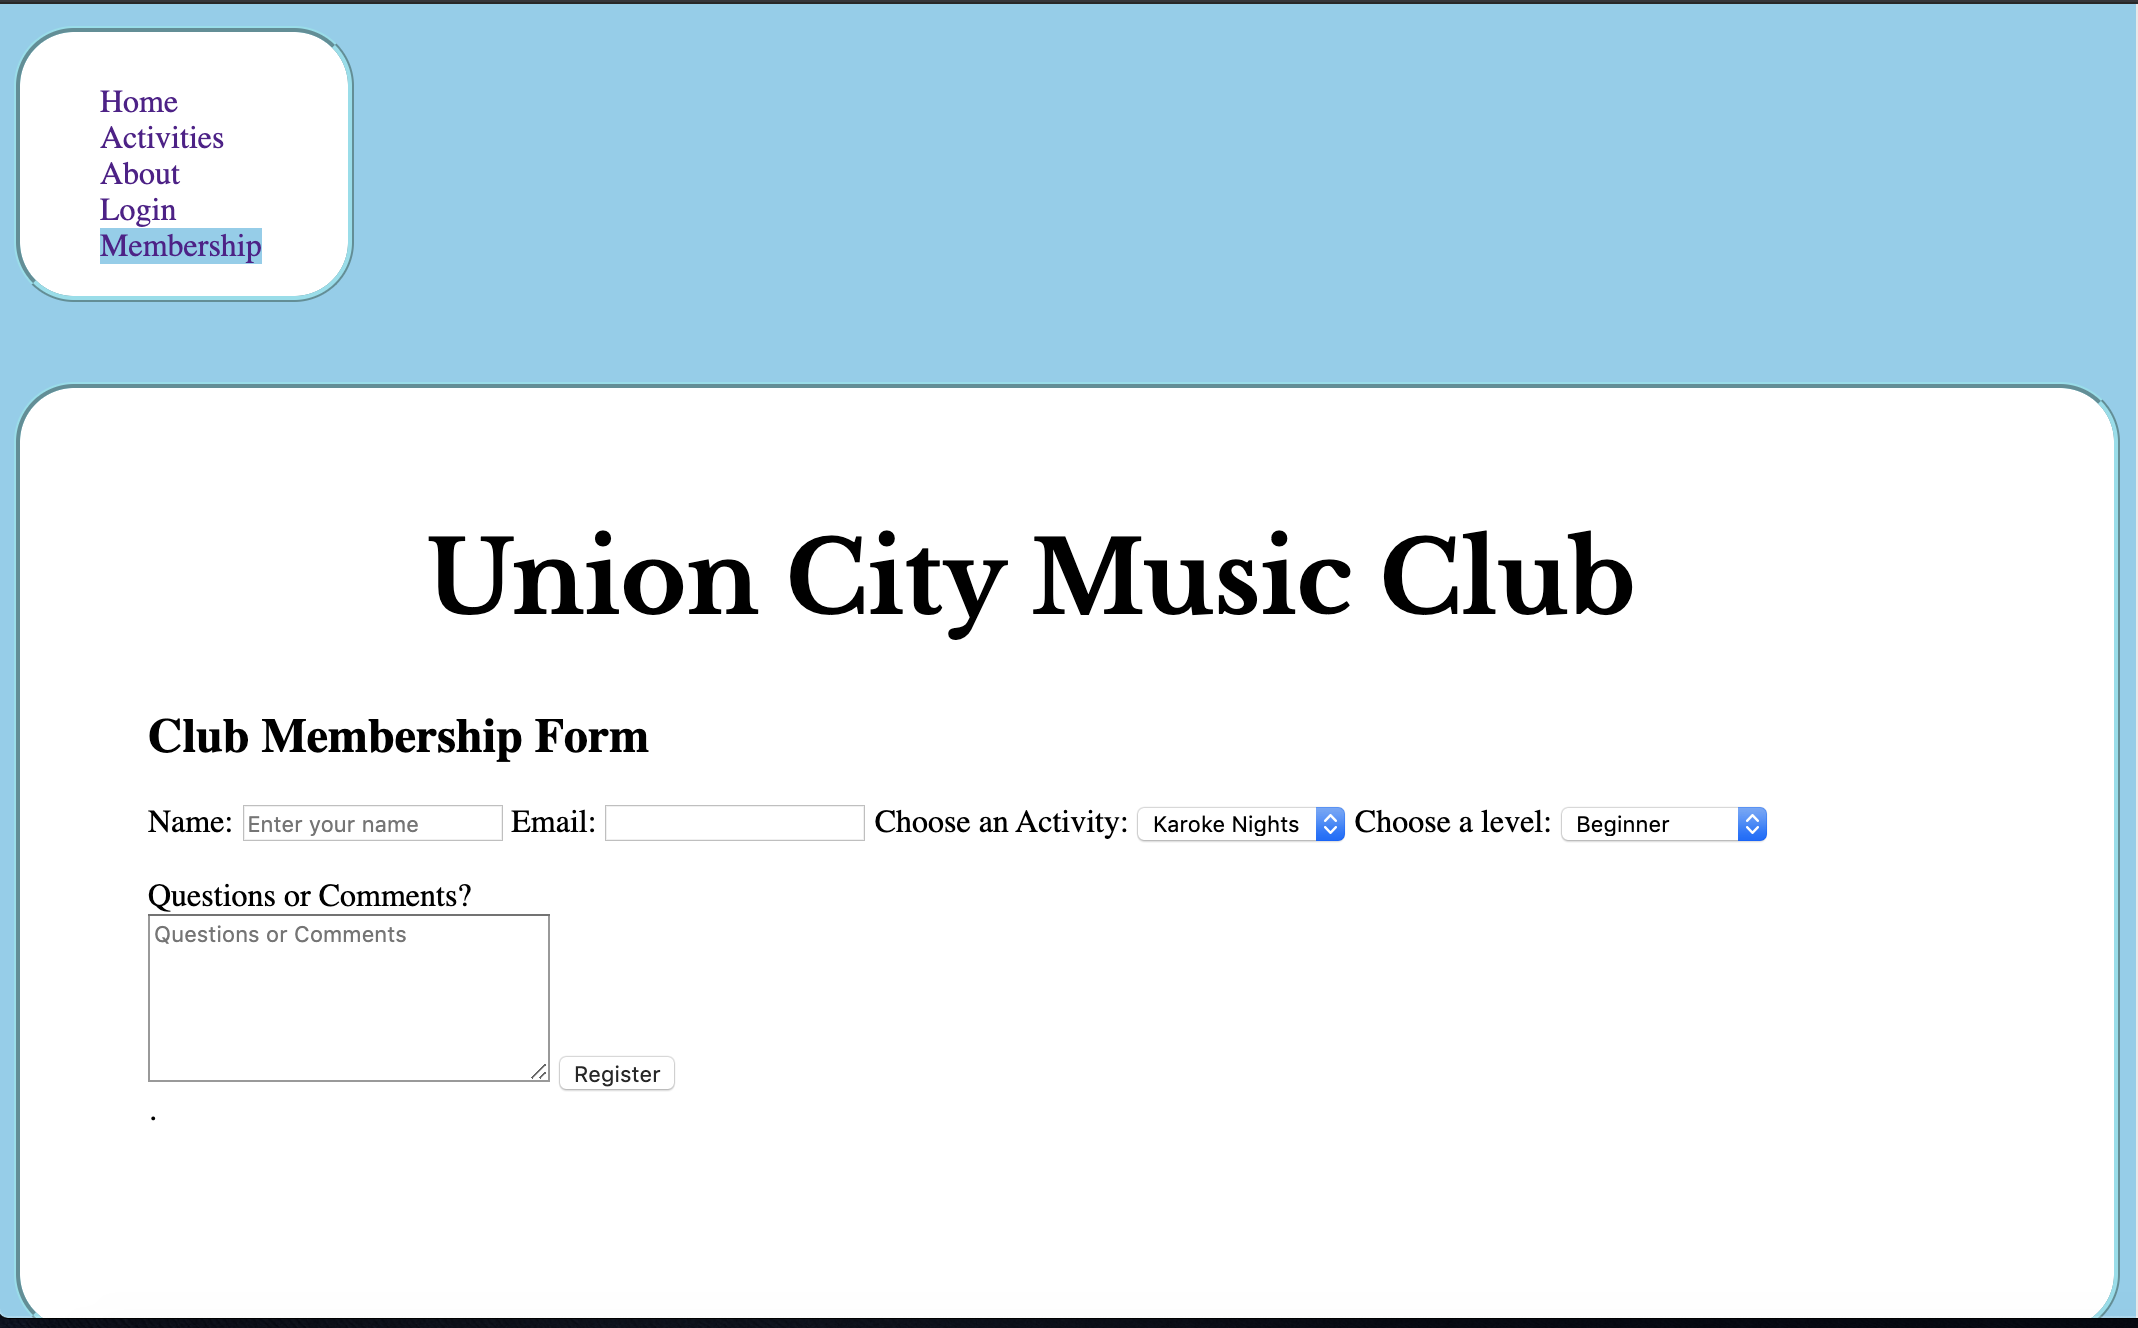 Home
Activities
About
Login
Membership
Union City Music Club
Club Membership Form
Name: Enter your name Email: Choose an Activity: Karoke Nights Choose a level: Beginner
Questions or Comments?
Questions or Comments
Register
.